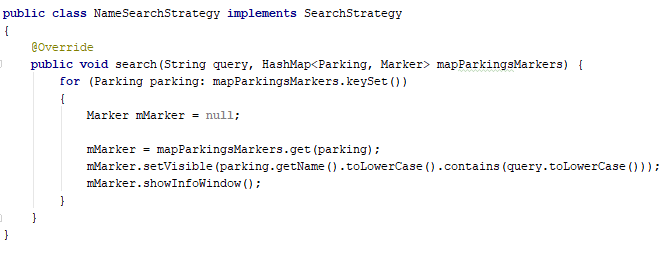 public class NameSearchStrategy implements SearchStrategy
{
    @Override
    public void search(String query, HashMap<Parking, Marker> mapParkingsMarkers) {
        for (Parking parking: mapParkingsMarkers.keySet())
        {
            Marker mMarker = null;

            mMarker = mapParkingsMarkers.get(parking);
            mMarker.setVisible(parking.getName().toLowerCase().contains(query.toLowerCase()));
            mMarker.showInfoWindow();
        }
    }
}